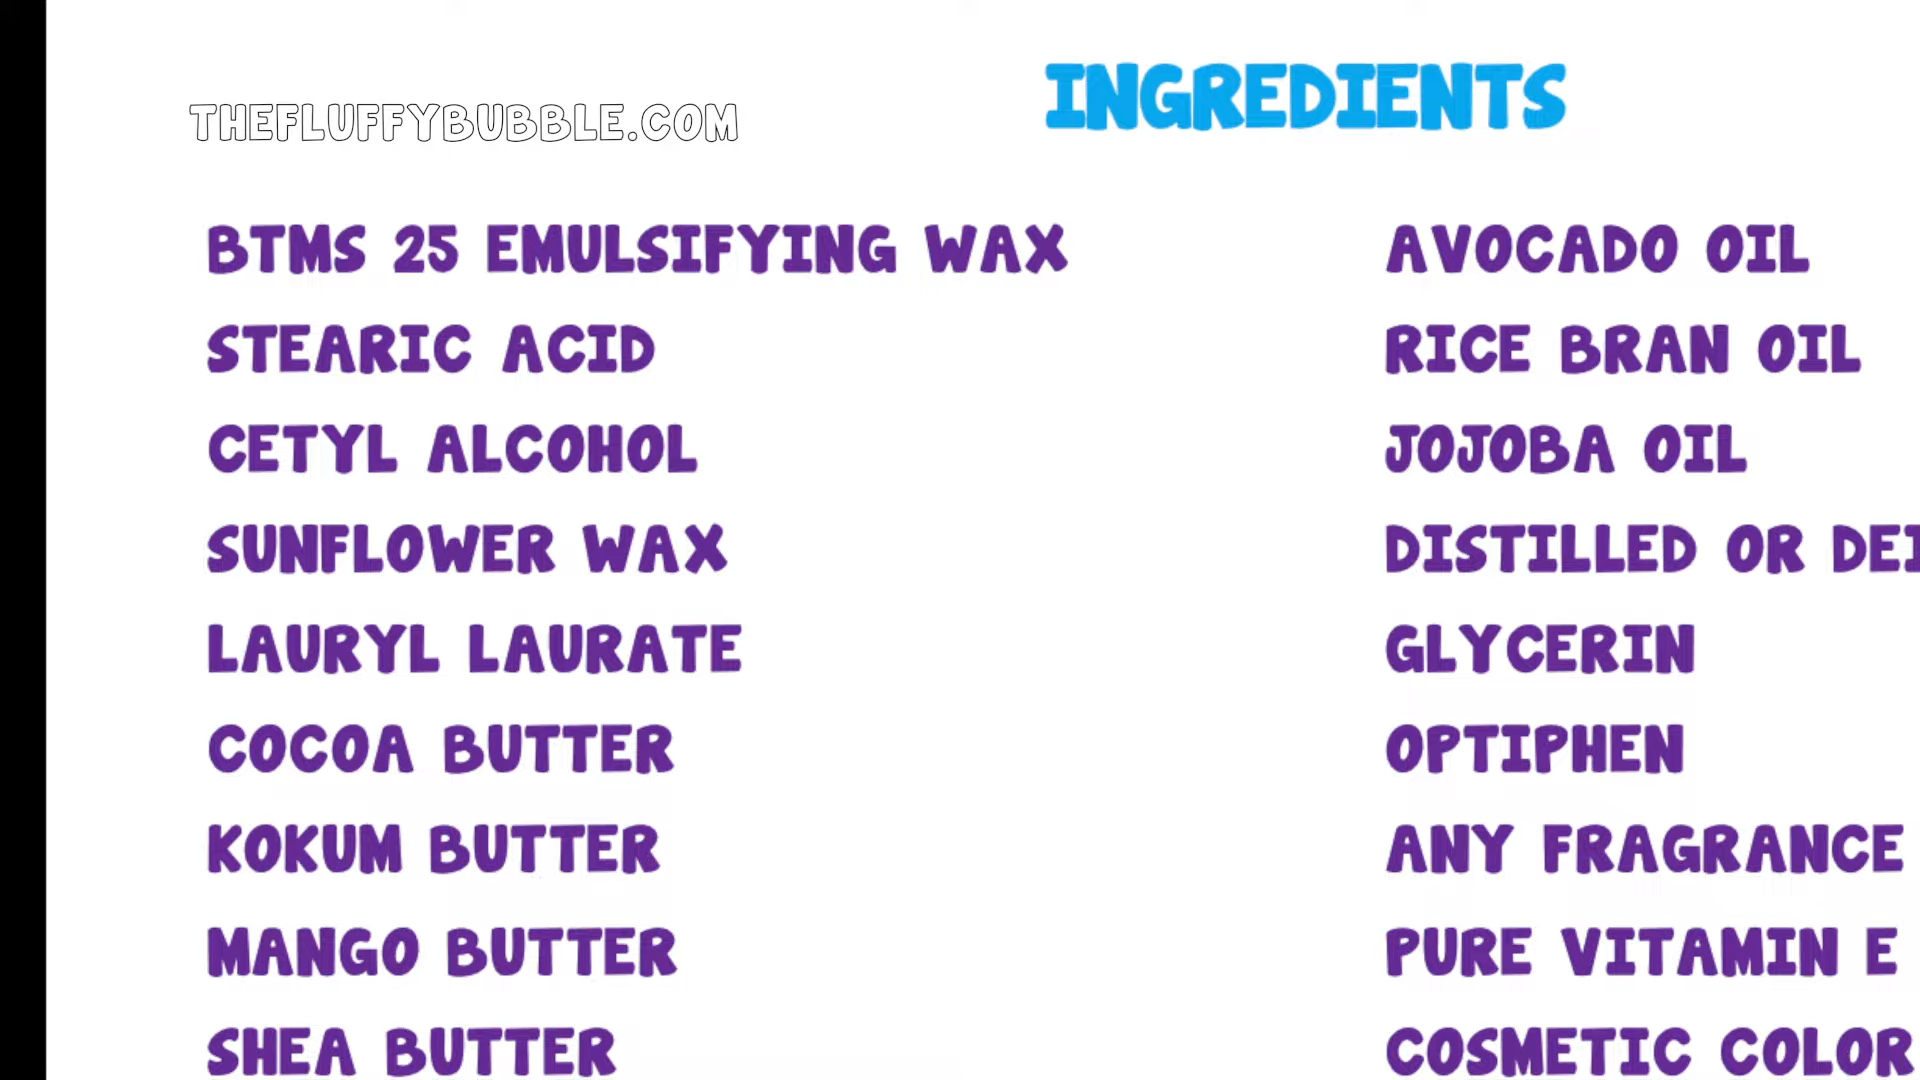 THEFLUFFYBUBBLE.COM
INGREDIENTS
BTMS 25 EMULSIFYING WAX
STEARIC ACID
CETYL ALCOHOL
SUNFLOWER WAX
LAURYL LAURATE
COCOA BUTTER
KOKUM BUTTER
MANGO BUTTER
SHEA BUTTER
AVOCADO OIL
RICE BRAN OIL
JOJOBA OIL
DISTILLED OR
GLYCERIN
OPTIPHEN
ANY FRAGRANCE
PURE VITAMIN E
COSMETIC COLOR